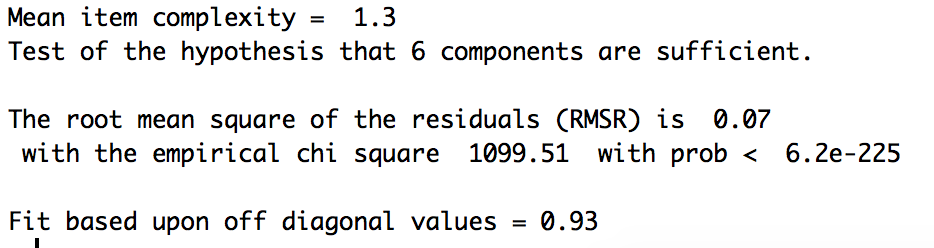 Mean item complexity =  1.3
Test of the hypothesis that 6 components are sufficient.
The root mean square of the residuals (RMSR) is  0.07
 with the empirical chi square  1099.51  with prob <  6.2e-225
Fit based upon off diagonal values = 0.93